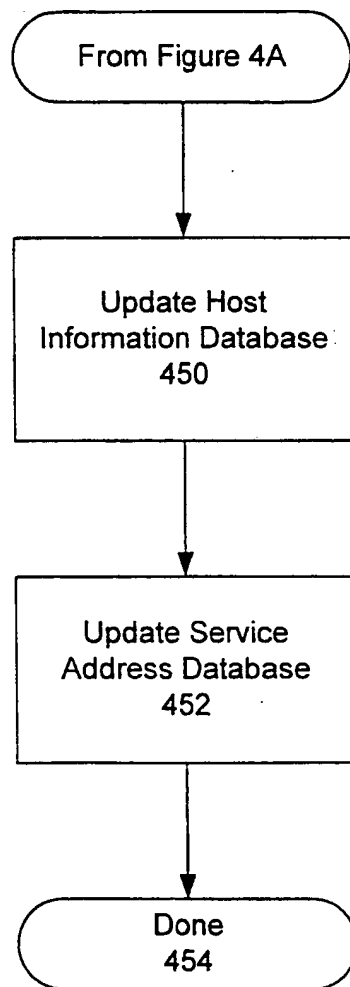 From Figure 4A
Update Host
Information Database
450
Update Service
Address Database
452
Done
454